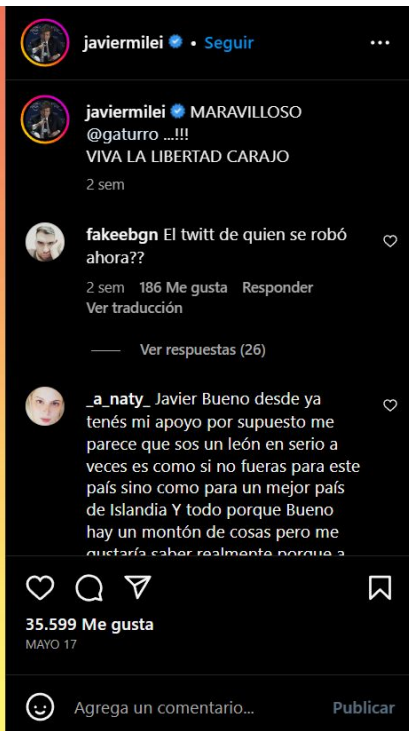 javiermilei • Seguir
javiermilei MARAVILLOSO
@gaturro ...!!!
VIVA LA LIBERTAD CARAJO
2 sem
fakeebgn El twitt de quien se robó
ahora??
2 sem 186 Me gusta Responder
Ver traducción
Ver respuestas (26)
_a_naty_ Javier Bueno desde ya
tenés mi apoyo por supuesto me
parece que sos un león en serio a
veces es como si no fueras para este
país sino como para un mejor país
de Islandia Y todo porque Bueno
hay un montón de cosas pero me
gustaría saber realmente porque a
35.599 Me gusta
MAYO 17
Agrega un comentario... Publicar